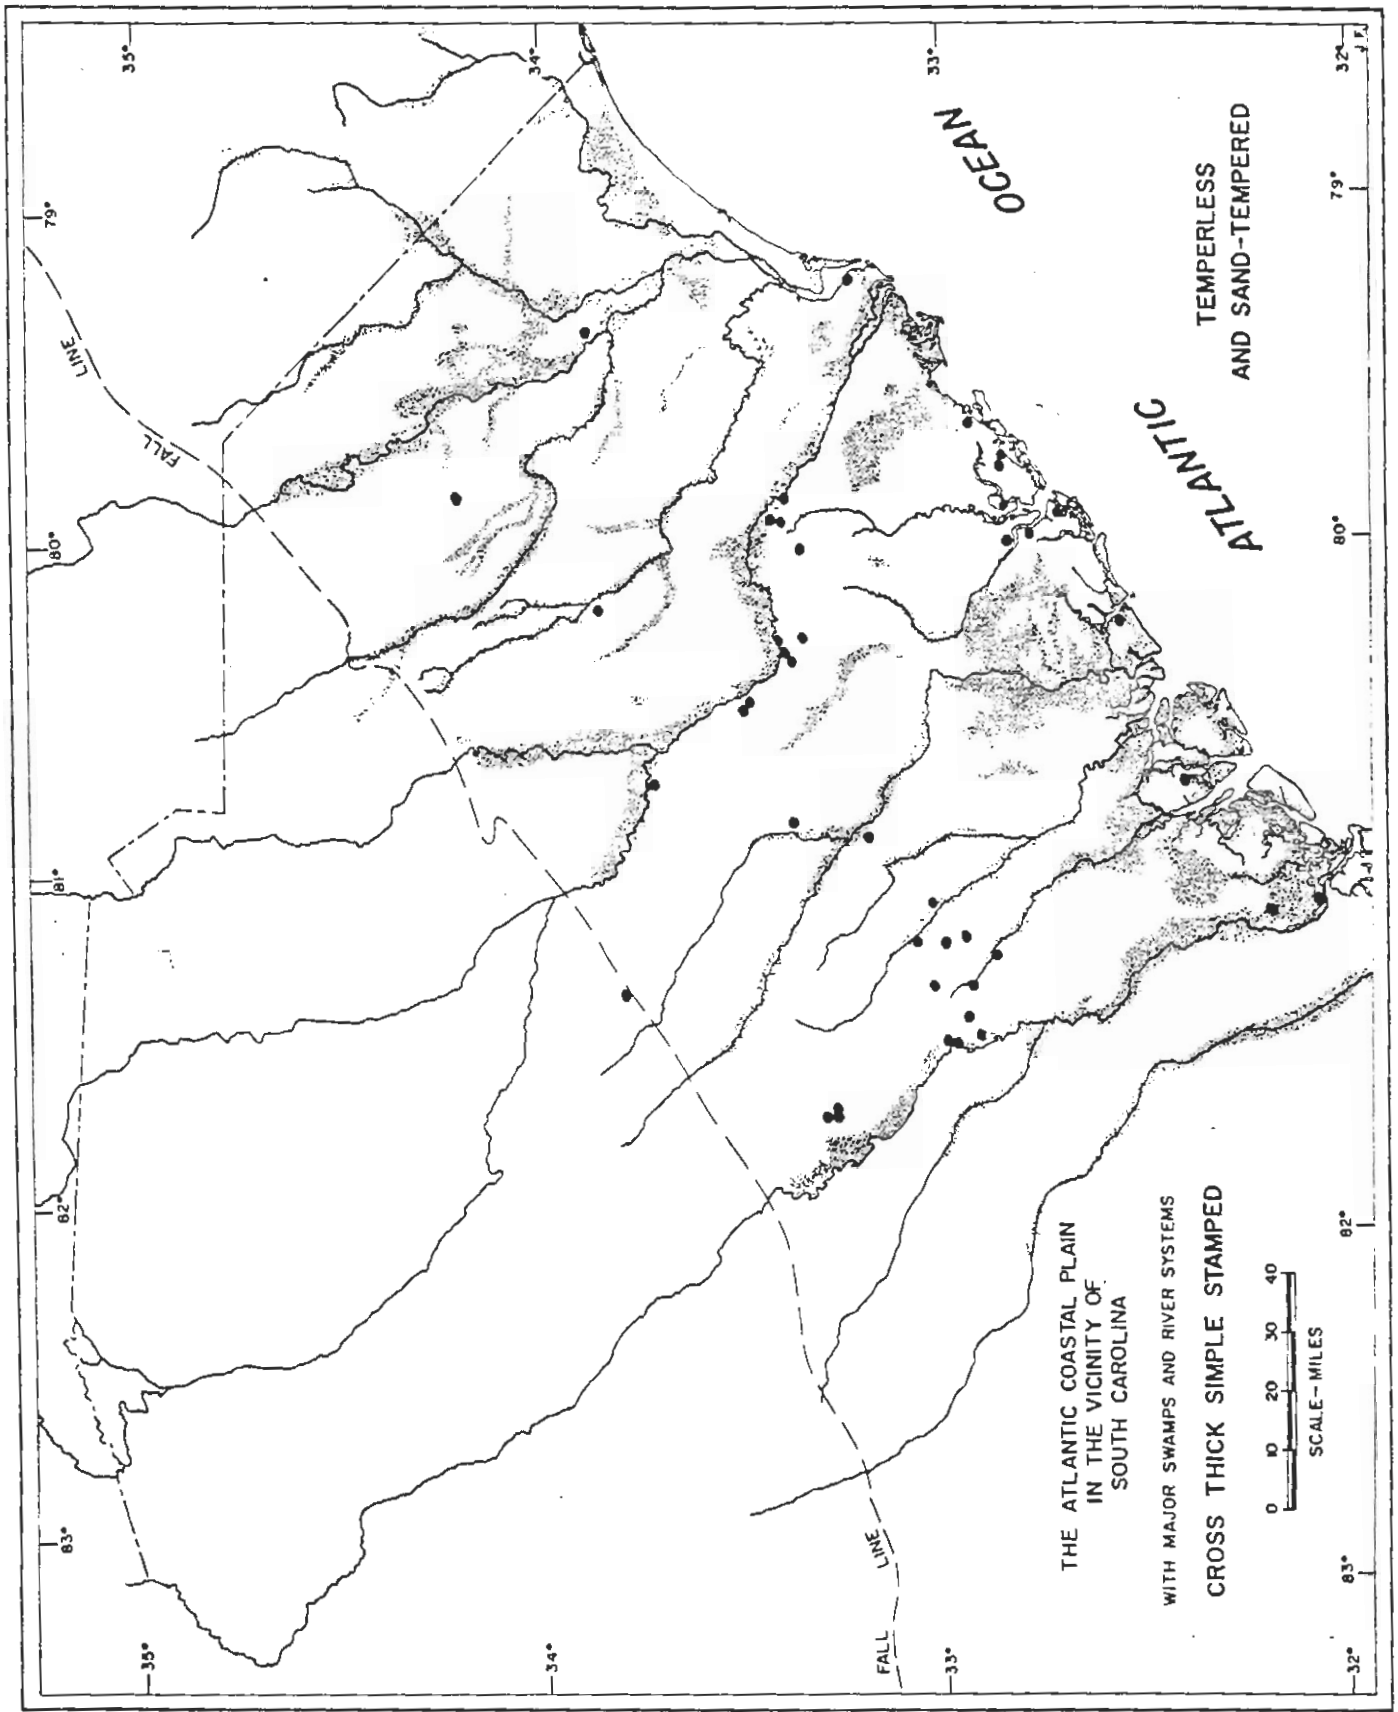 THE ATLANTIC COASTAL PLAIN
IN THE VICINITY OF
SOUTH CAROLINA
WITH MAJOR SWAMPS AND RIVER SYSTEMS
CROSS THICK SIMPLE STAMPED
0 10 20 30 40
SCALE-MILES
TEMPERLESS
AND SAND-TEMPERED
ATLANTIC
OCEAN
FALL
LINE
FALL
LINE
83°
82°
81°
80°
79°
35°
34°
33°
32°
35°
34°
33°
32°
83°
82°
80°
79°